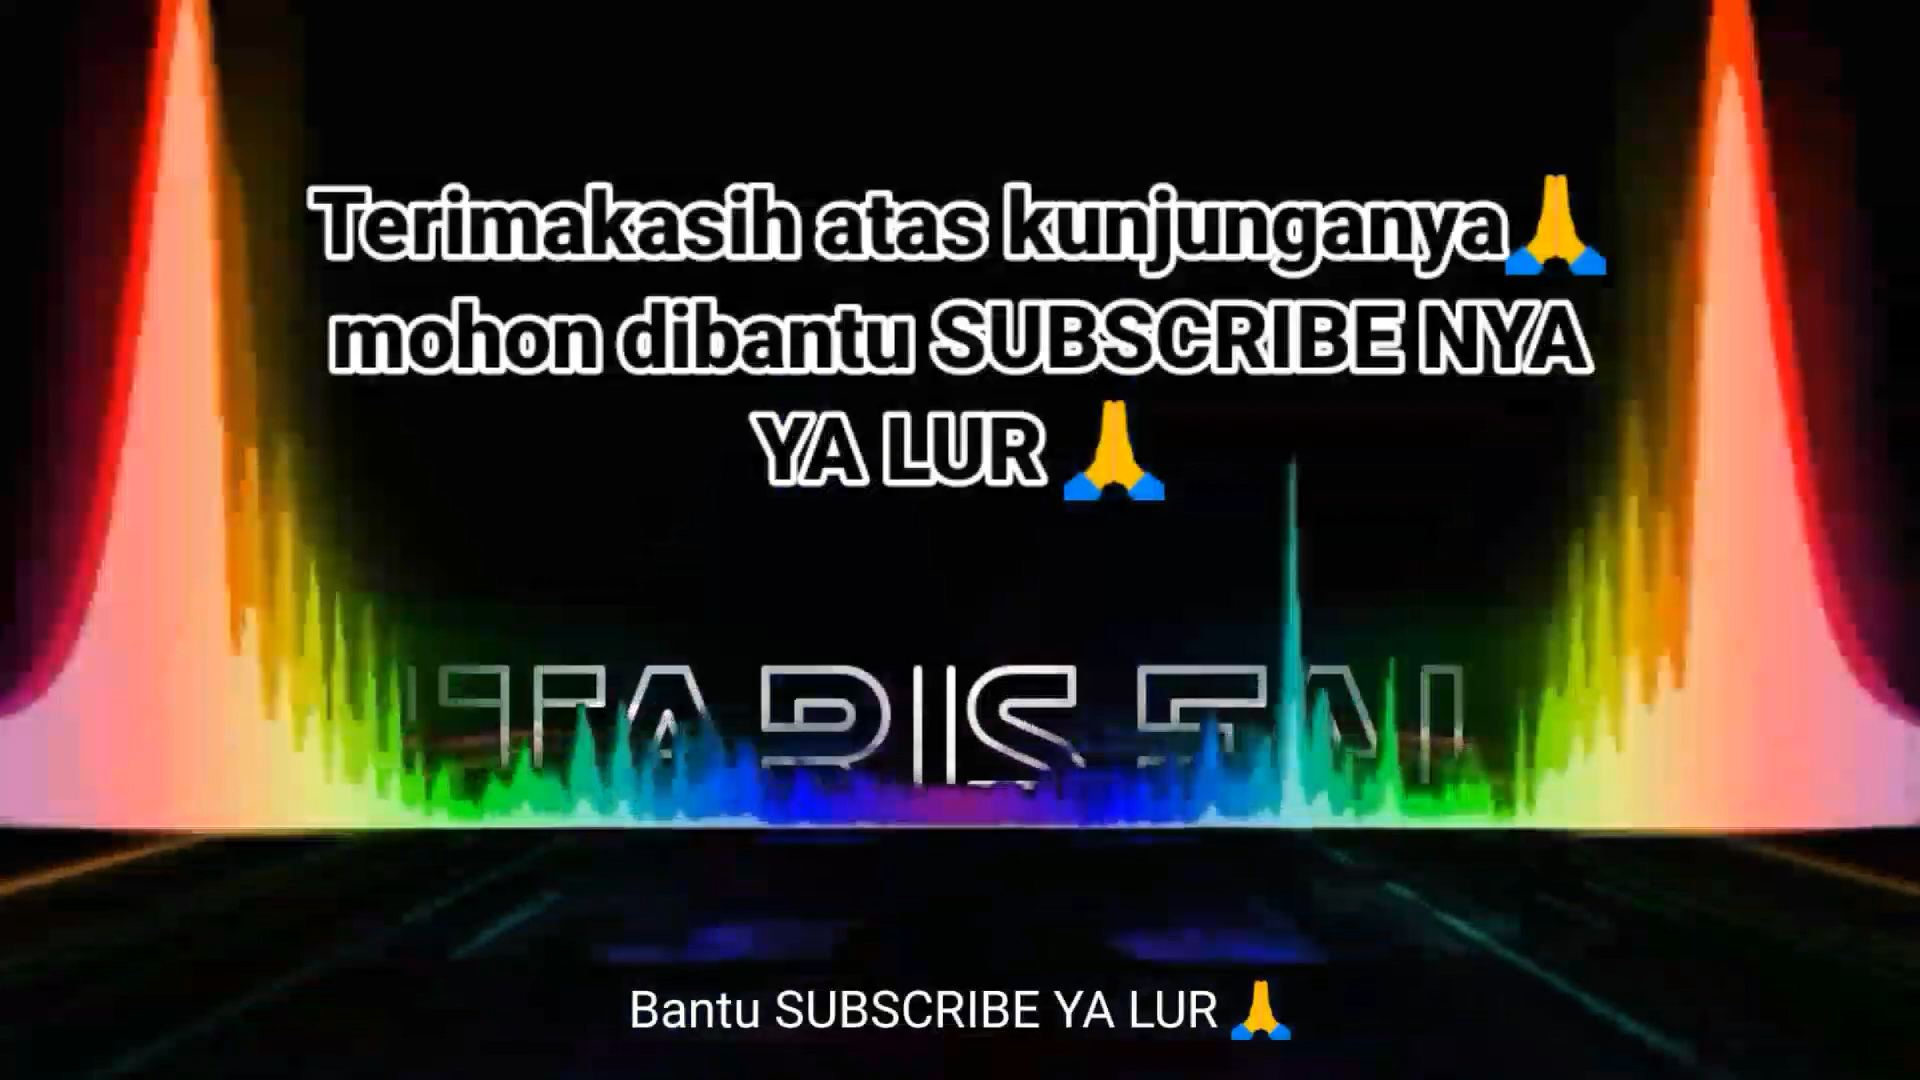 Terimakasih atas kunjunganya🙏
mohon dibantu SUBSCRIBE NYA
YA LUR 🙏
Bantu SUBSCRIBE YA LUR 🙏